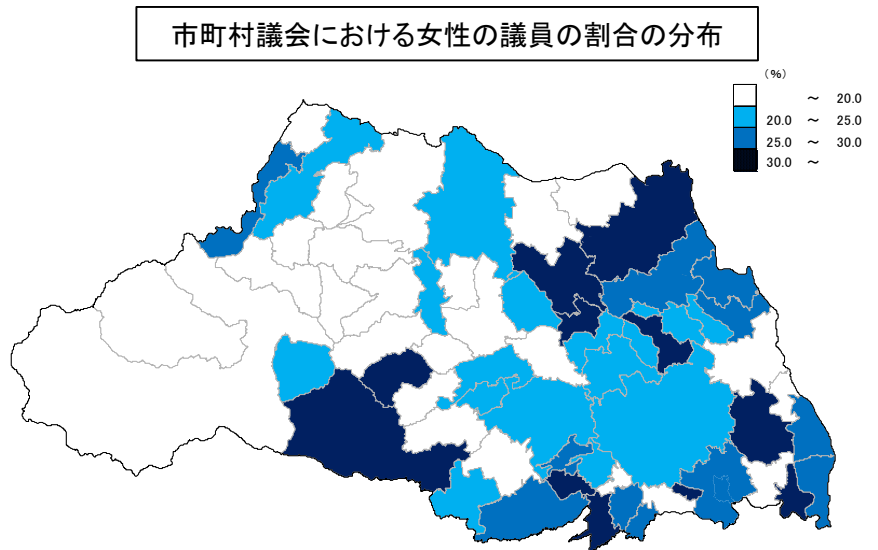 市町村議会における女性の議員の割合の分布
（%）
～ 20.0
20.0 ～ 25.0
25.0 ～ 30.0
30.0 ～